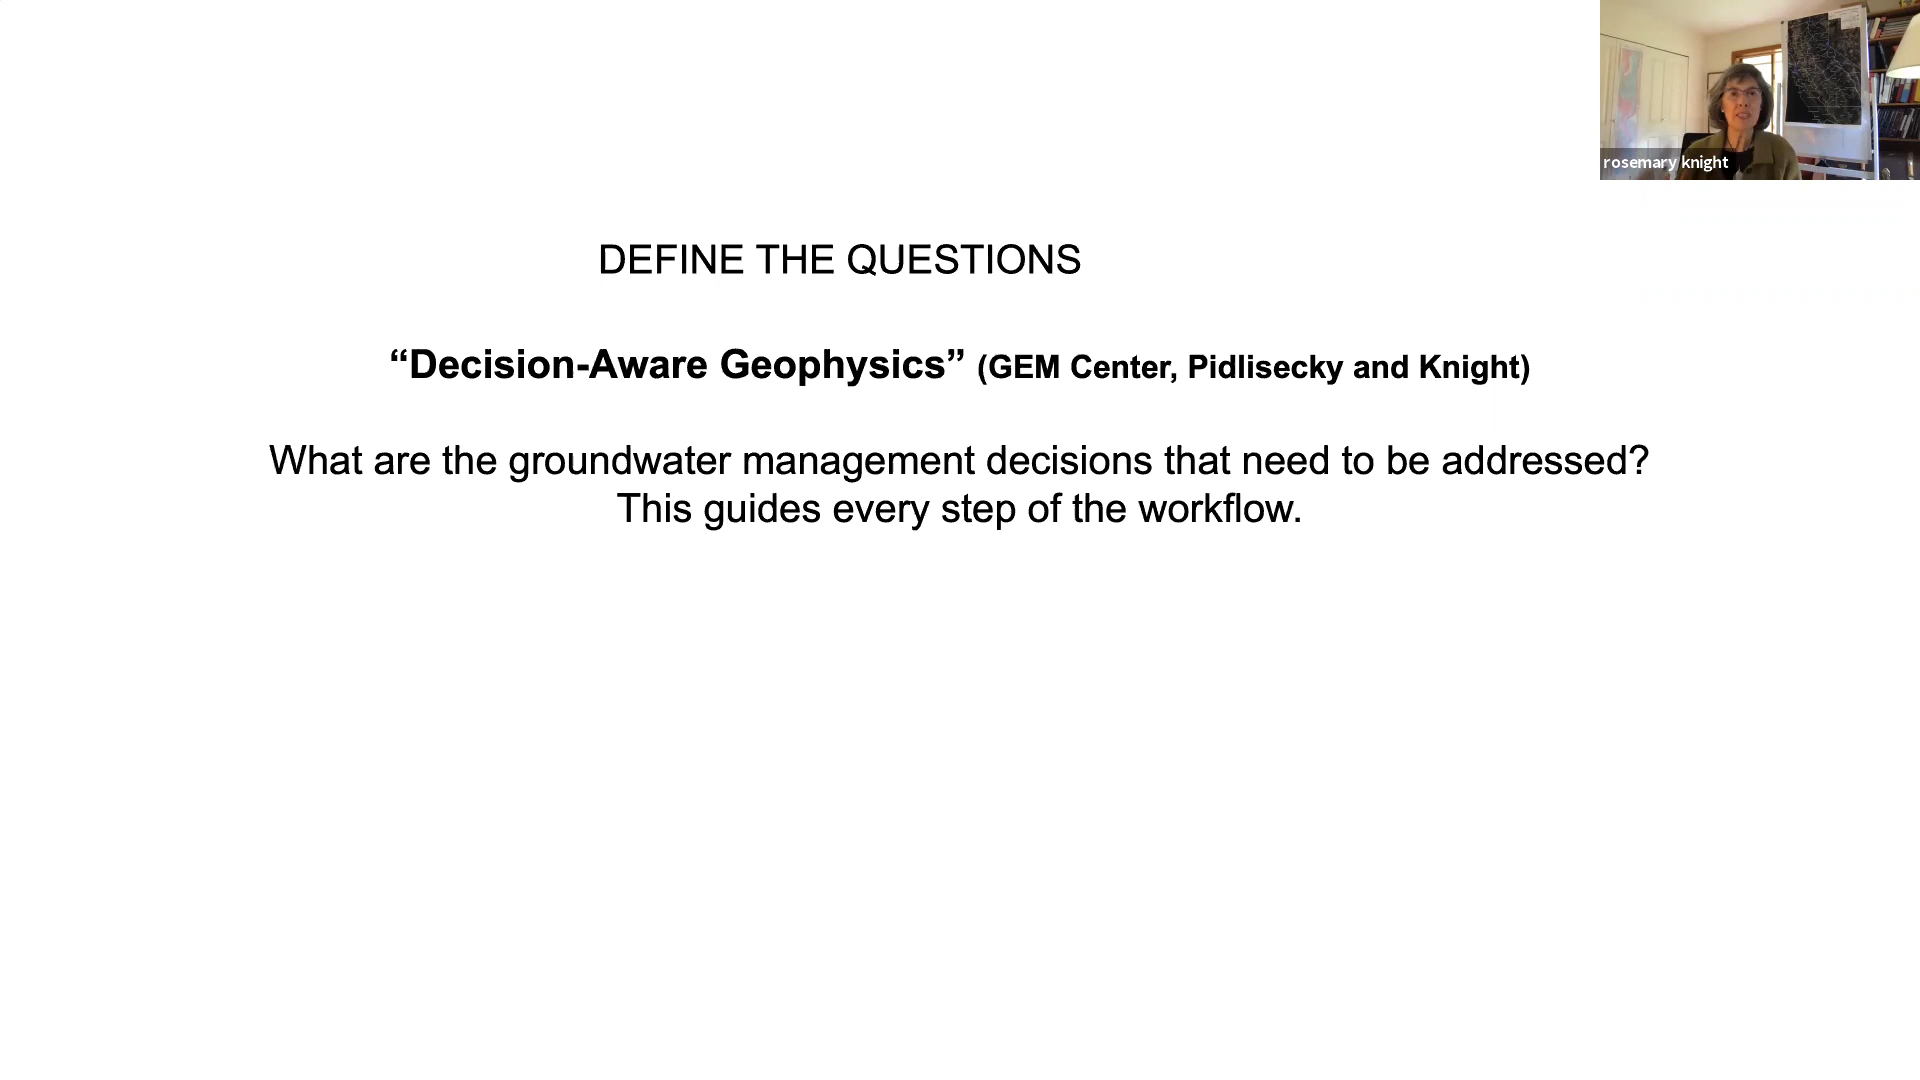 rosemary knight
DEFINE THE QUESTIONS
“Decision-Aware Geophysics” (GEM Center, Pidlisecky and Knight)
What are the groundwater management decisions that need to be addressed?
This guides every step of the workflow.